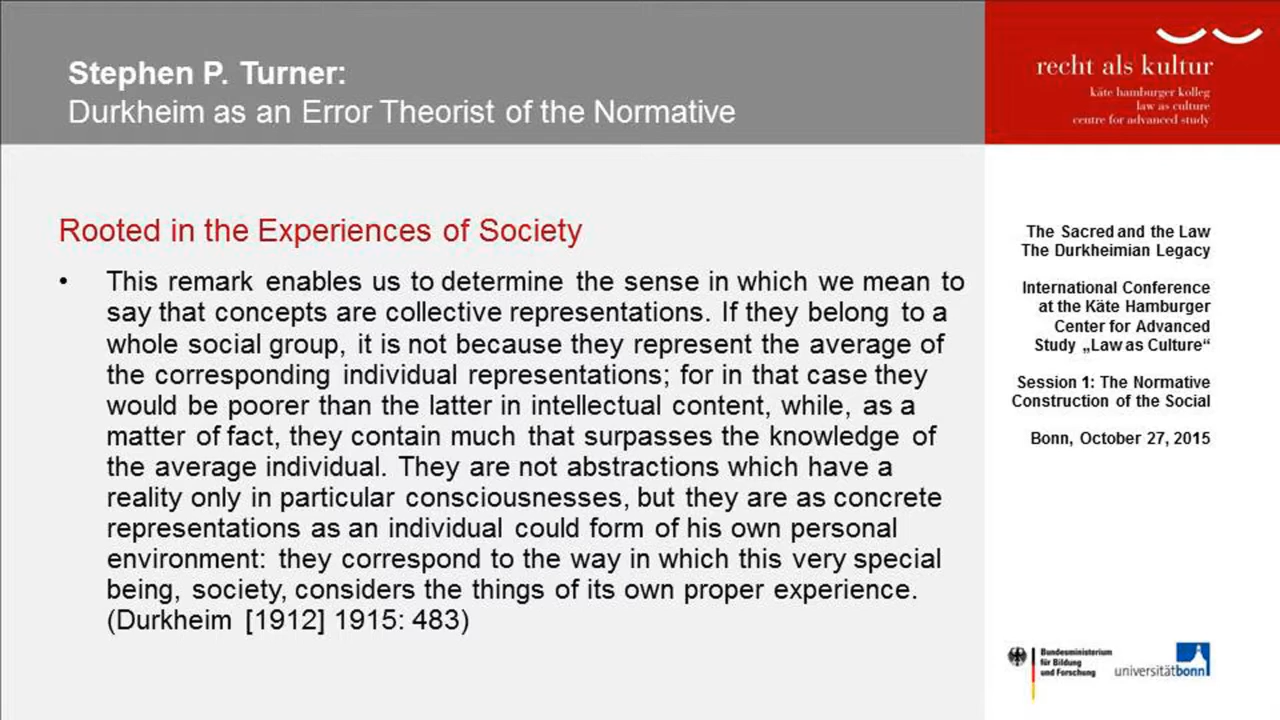 Stephen P. Turner:
Durkheim as an Error Theorist of the Normative
recht als kultur
käte hamburger kolleg
law as culture
centre for advanced study
Rooted in the Experiences of Society
• This remark enables us to determine the sense in which we mean to
say that concepts are collective representations. If they belong to a
whole social group, it is not because they represent the average of
the corresponding individual representations; for in that case they
would be poorer than the latter in intellectual content, while, as a
matter of fact, they contain much that surpasses the knowledge of
the average individual. They are not abstractions which have a
reality only in particular consciousnesses, but they are as concrete
representations as an individual could form of his own personal
environment: they correspond to the way in which this very special
being, society, considers the things of its own proper experience.
(Durkheim [1912] 1915: 483)
The Sacred and the Law
The Durkheimian Legacy
International Conference
at the Käte Hamburger
Center for Advanced
Study „Law as Culture“
Session 1: The Normative
Construction of the Social
Bonn, October 27, 2015
Bundesministerium
für Bildung
und Forschung
universitätbonn